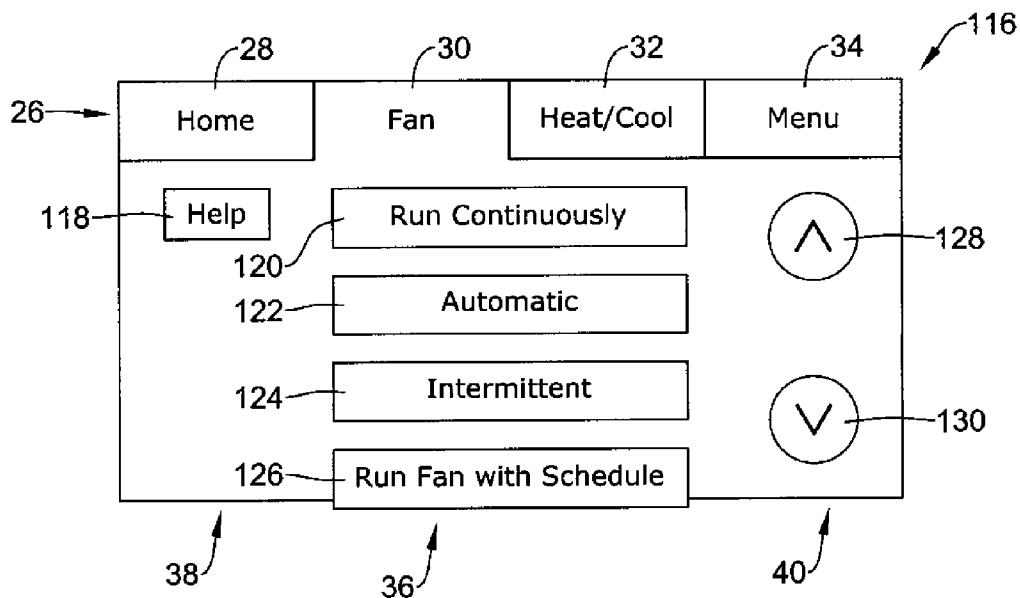 28 30 32 34 116
26 Home Fan Heat/Cool Menu
118 Help Run Continuously 128
120
122 Automatic
124 Intermittent 130
126 Run Fan with Schedule
38 36 40